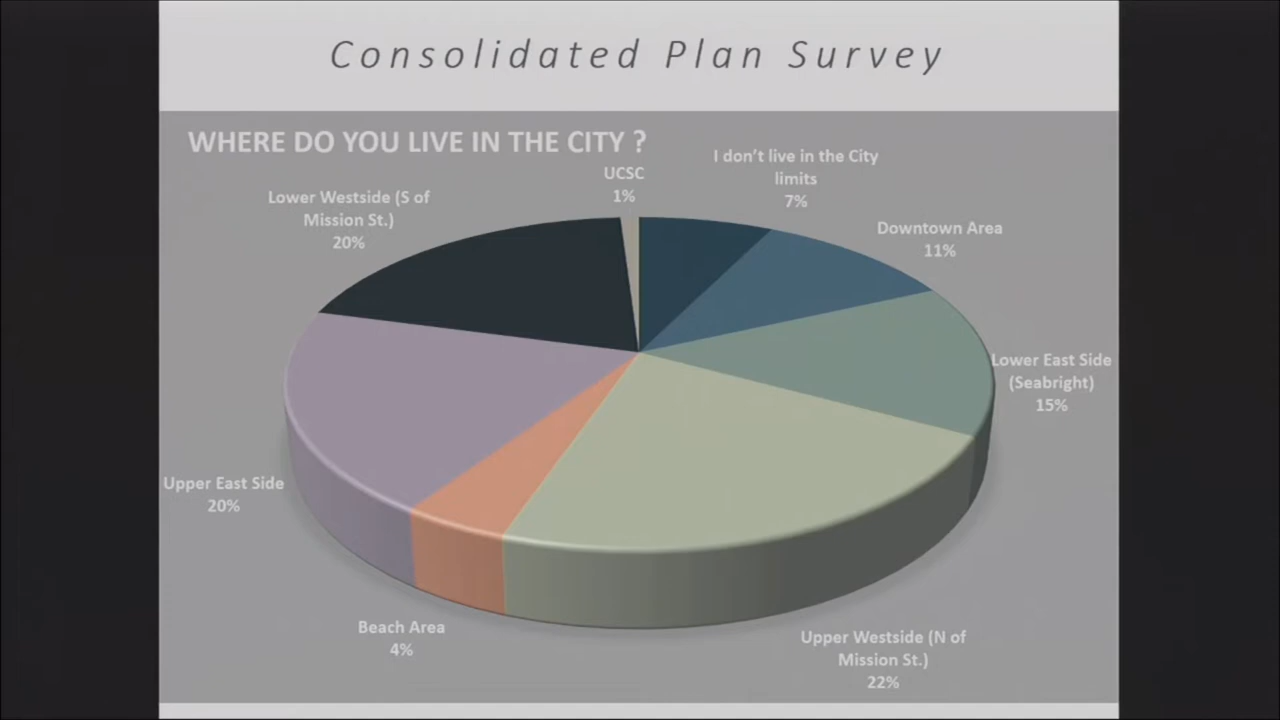 Consolidated Plan Survey
WHERE DO YOU LIVE IN THE CITY ?
UCSC
1%
I don't live in the City
limits
7%
Downtown Area
11%
Lower East Side
(Seabright)
15%
Upper Westside (N of
Mission St.)
22%
Beach Area
4%
Upper East Side
20%
Lower Westside (S of
Mission St.)
20%